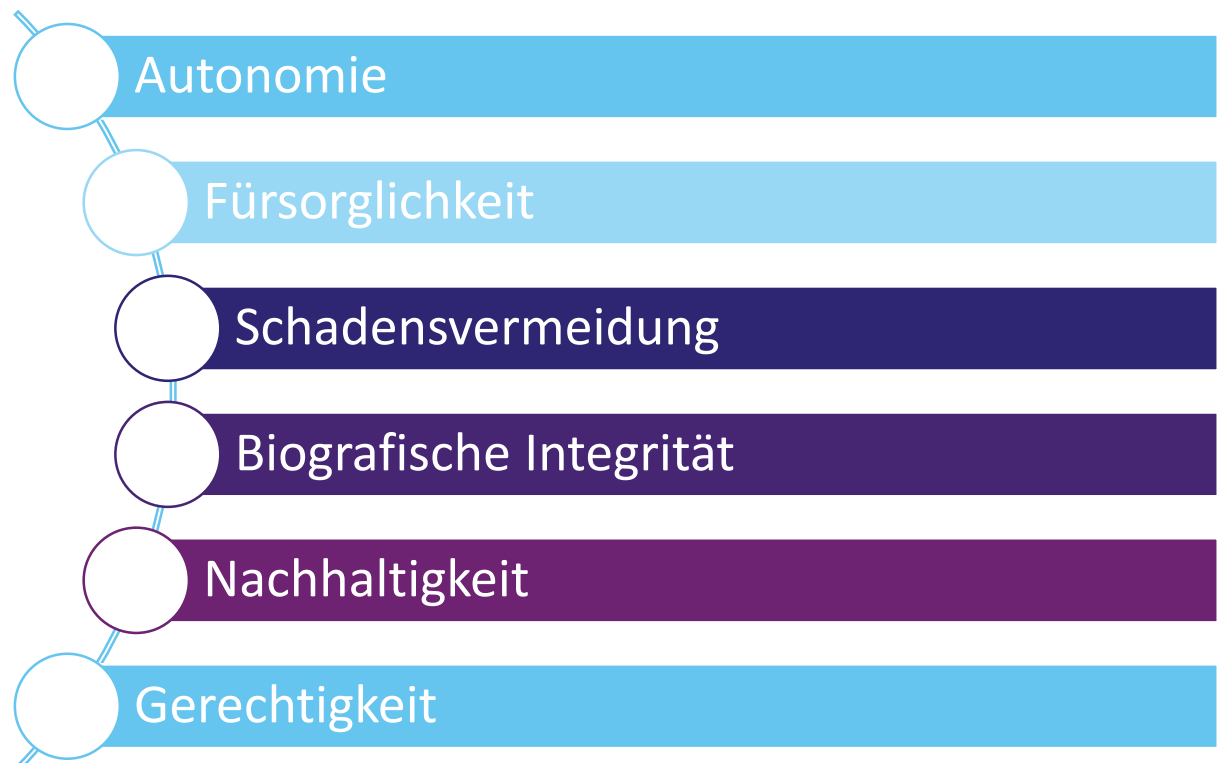 Autonomie
Fürsorglichkeit
Schadensvermeidung
Biografische Integrität
Nachhaltigkeit
Gerechtigkeit